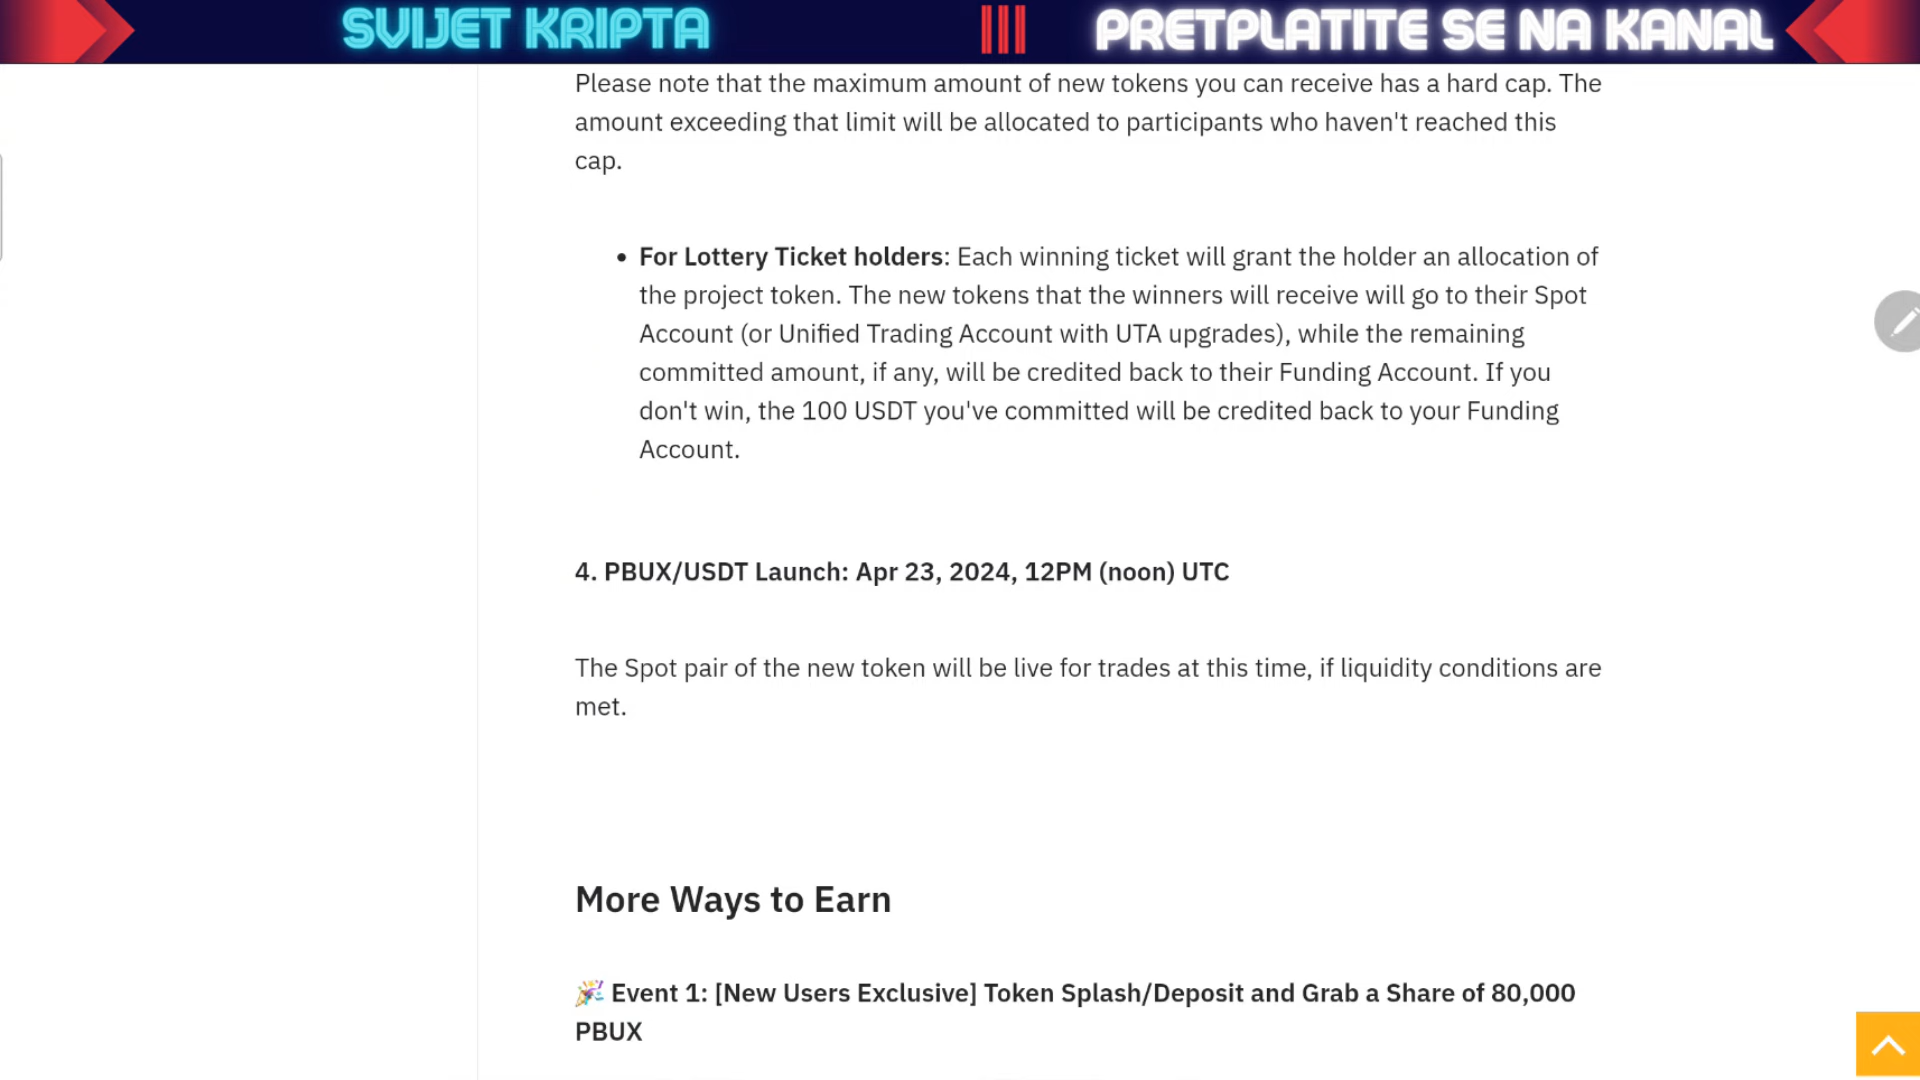 SVIJET KRIPTA
PRETPLATITE SE NA KANAL
Please note that the maximum amount of new tokens you can receive has a hard cap. The
amount exceeding that limit will be allocated to participants who haven't reached this
cap.
• For Lottery Ticket holders: Each winning ticket will grant the holder an allocation of
the project token. The new tokens that the winners will receive will go to their Spot
Account (or Unified Trading Account with UTA upgrades), while the remaining
committed amount, if any, will be credited back to their Funding Account. If you
don't win, the 100 USDT you've committed will be credited back to your Funding
Account.
4. PBUX/USDT Launch: Apr 23, 2024, 12PM (noon) UTC
The Spot pair of the new token will be live for trades at this time, if liquidity conditions are
met.
More Ways to Earn
🎉 Event 1: [New Users Exclusive] Token Splash/Deposit and Grab a Share of 80,000
PBUX